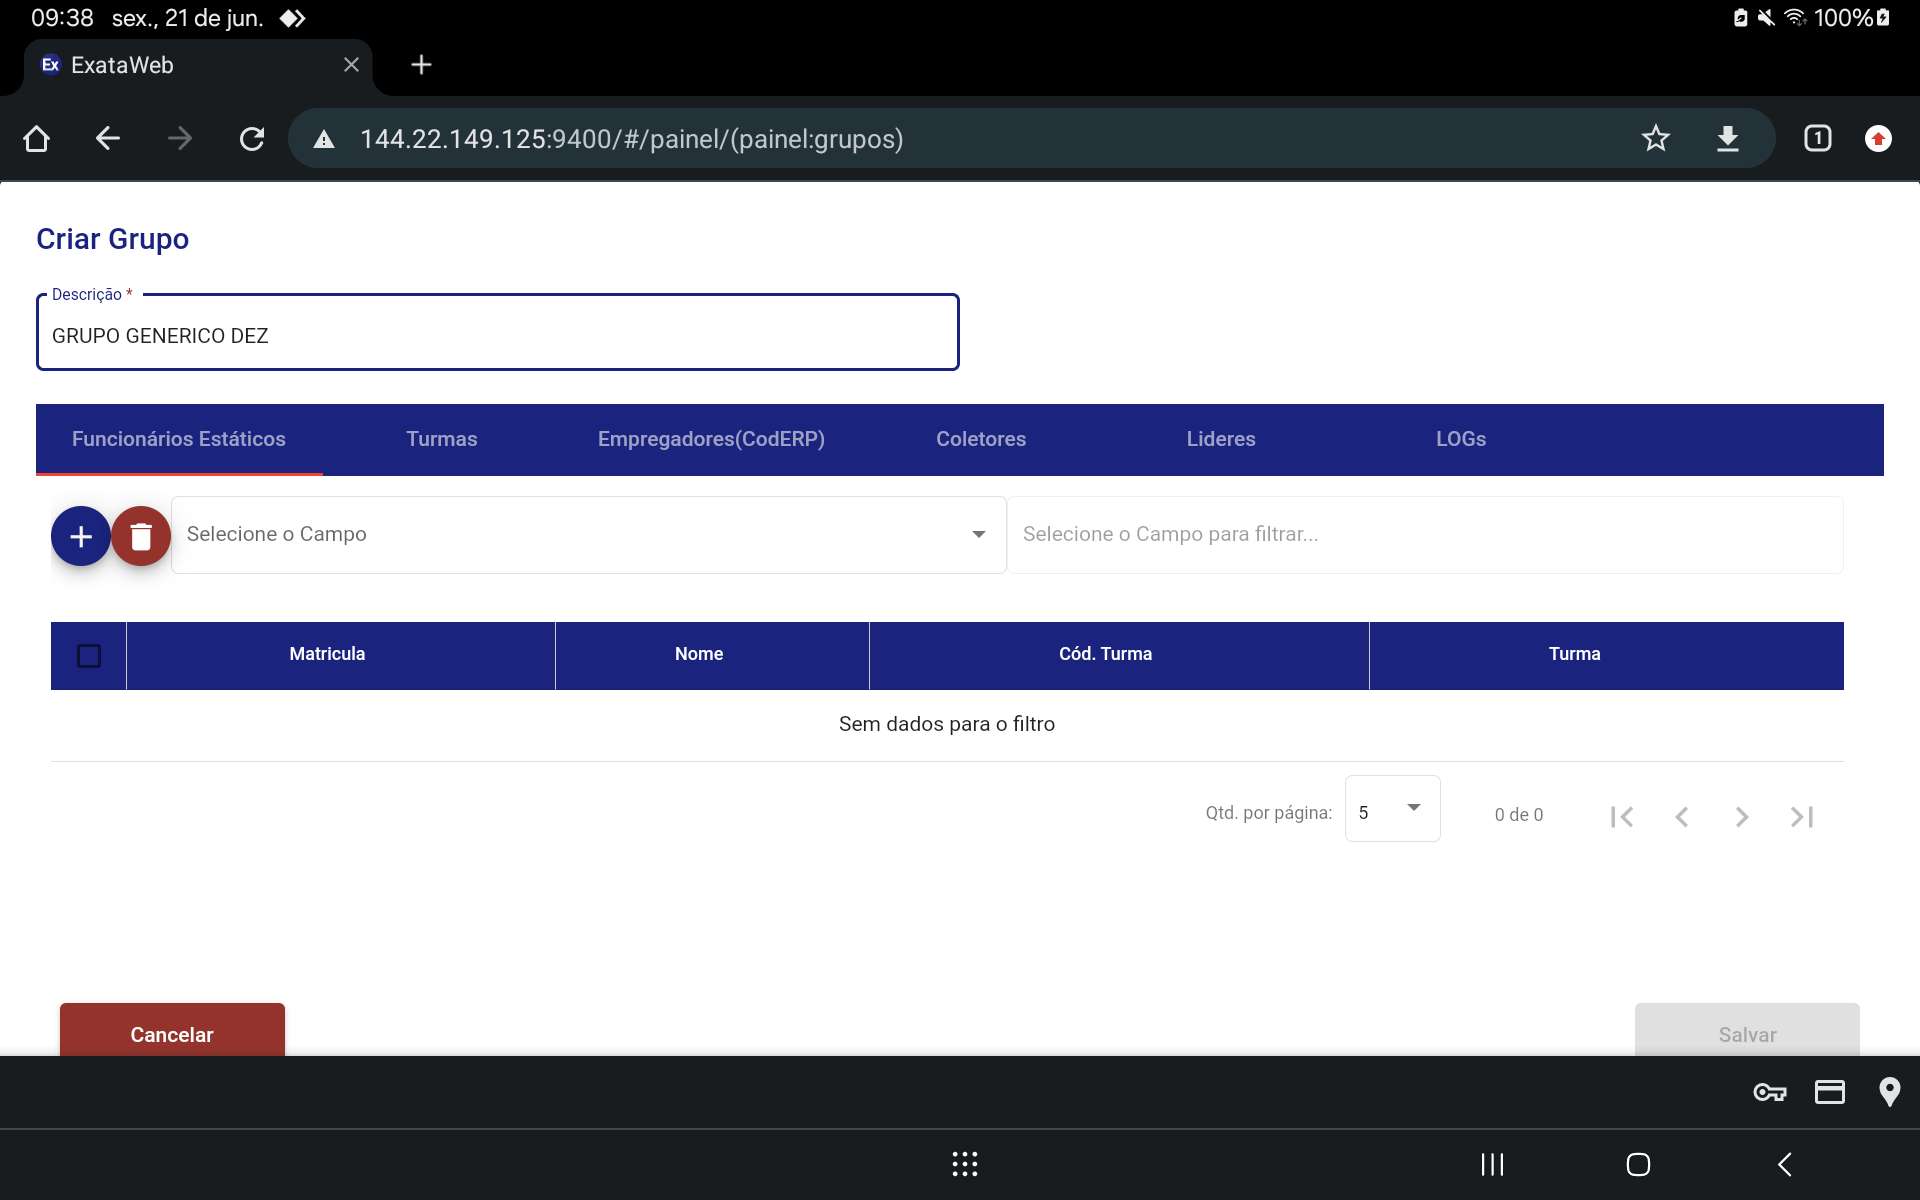 09:38 sex., 21 de jun. 100%
Ex ExataWeb
144.22.149.125:9400/#/painel/(painel:grupos) 1
Criar Grupo
Descrição *
GRUPO GENERICO DEZ
Funcionários Estáticos Turmas Empregadores(CodERP) Coletores Lideres LOGs
Selecione o Campo Selecione o Campo para filtrar...
Matricula Nome Cód. Turma Turma
Sem dados para o filtro
Qtd. por página: 5 0 de 0
Cancelar Salvar